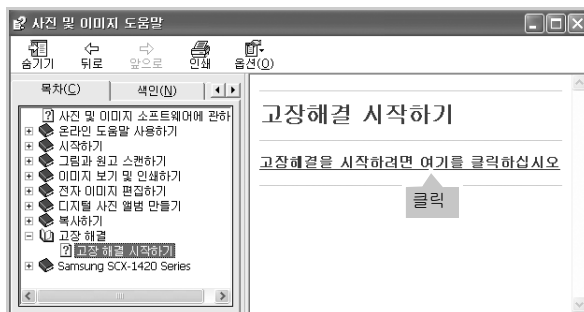 사진 및 이미지 도움말
숨기기 뒤로 앞으로 인쇄 옵션(O)
목차(C) 색인(N)
사진 및 이미지 소프트웨어에 관하
온라인 도움말 사용하기
시작하기
그림과 원고 스캔하기
이미지 보기 및 인쇄하기
전자 이미지 편집하기
디지털 사진 앨범 만들기
복사하기
고장 해결
고장 해결 시작하기
Samsung SCX-1420 Series
고장해결 시작하기
고장해결을 시작하려면 여기를 클릭하십시오
클릭